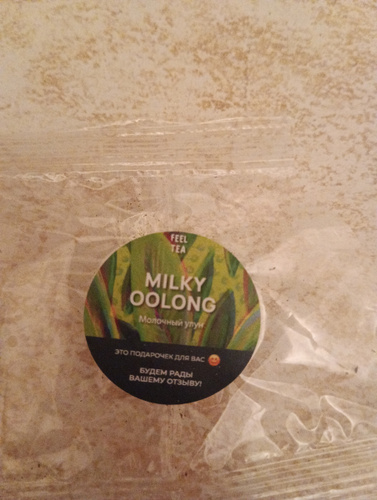 FEEL
TEA
MILKY
OOLONG
Молочный улун
ЭТО ПОДАРОЧЕК ДЛЯ ВАС
БУДЕМ РАДЫ
ВАШЕМУ ОТЗЫВУ!